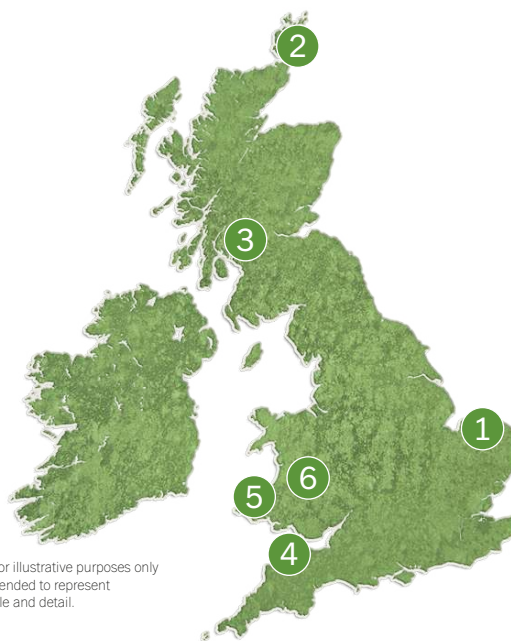 2
3
1
6
5
4
or illustrative purposes only
ended to represent
le and detail.